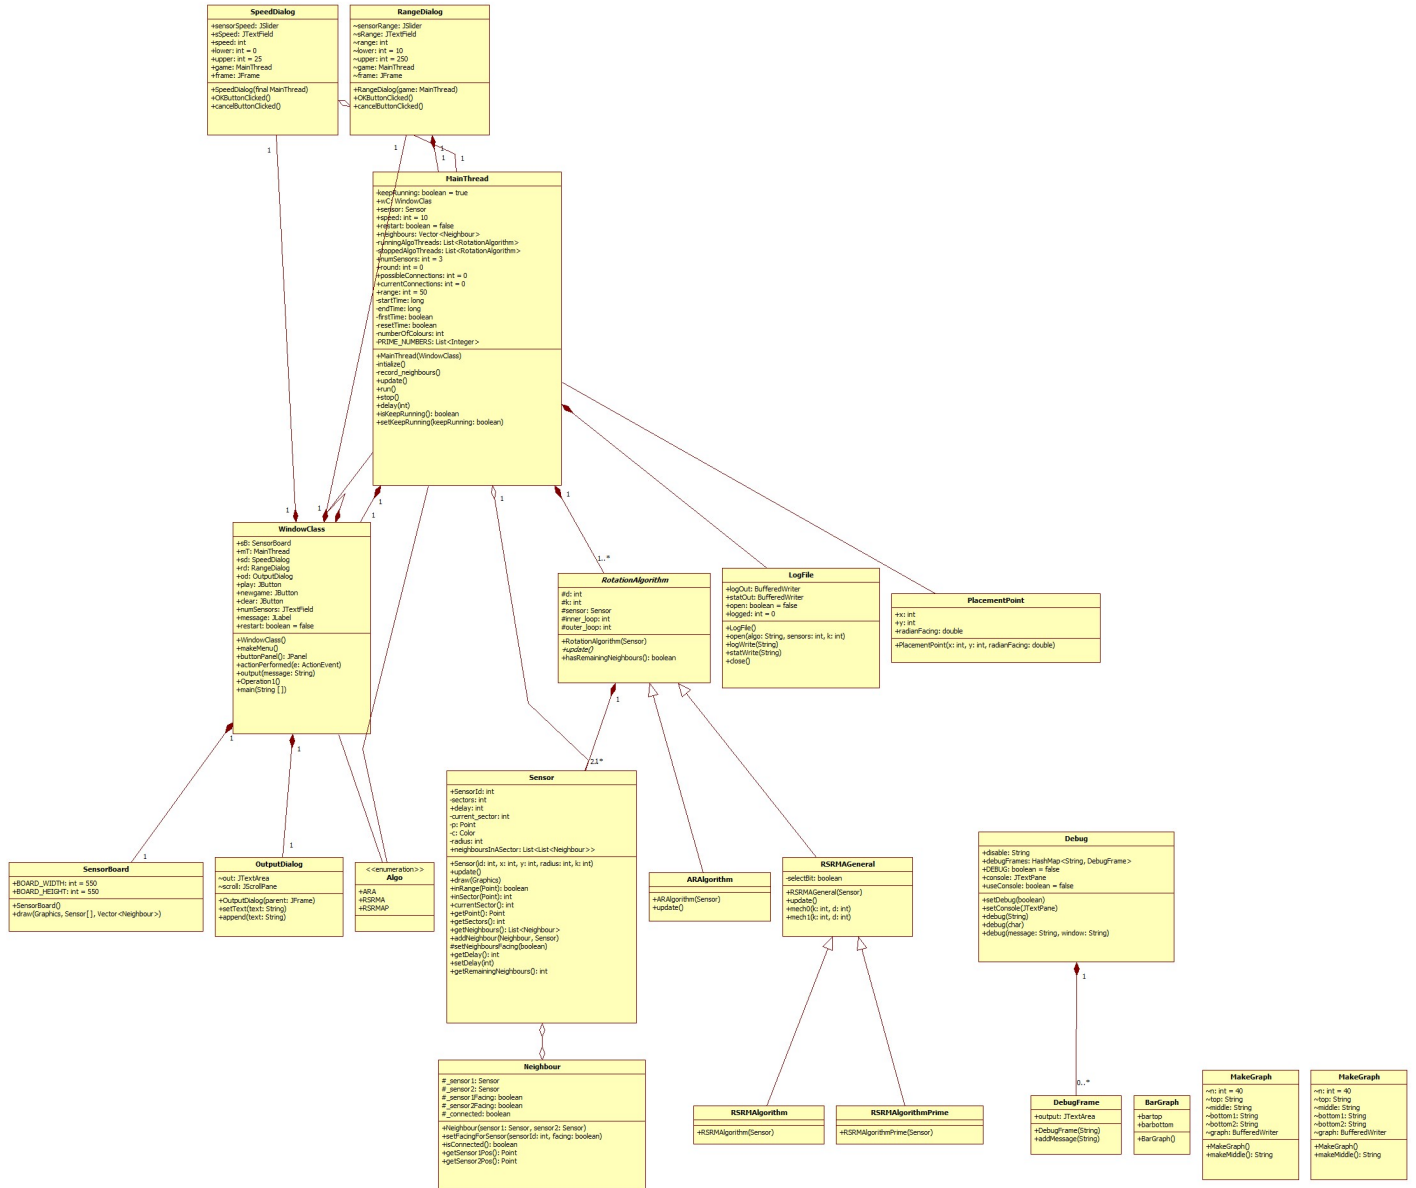 SpeedDialog
+sensorSpeed: JSlider
+sSpeed: JTextField
+speed: int
+lower: int = 0
+upper: int = 25
+game: MainThread
+frame: JFrame
+SpeedDialog(final MainThread)
+OKButtonClicked()
+cancelButtonClicked()
RangeDialog
~sensorRange: JSlider
~sRange: JTextField
~range: int
~lower: int = 10
~upper: int = 250
~game: MainThread
~frame: JFrame
+RangeDialog(game: MainThread)
+OKButtonClicked()
+cancelButtonClicked()
1
1
1
1
1
MainThread
-keepRunning: boolean = true
+wC: WindowClas
+sensor: Sensor
+speed: int = 10
+restart: boolean = false
+neighbours: Vector<Neighbour>
-runningAlgoThreads: List<RotationAlgorithm>
-stoppedAlgoThreads: List<RotationAlgorithm>
+numSensors: int = 3
+round: int = 0
+possibleConnections: int = 0
+currentConnections: int = 0
+range: int = 50
-startTime: long
-endTime: long
-firstTime: boolean
-resetTime: boolean
-numberOfColours: int
-PRIME_NUMBERS: List<Integer>
+MainThread(WindowClass)
-intialize()
-record_neighbours()
+update()
+run()
+stop()
+delay(int)
+isKeepRunning(): boolean
+setKeepRunning(keepRunning: boolean)
1
1
1
1
1
1
1..*
WindowClass
+sB: SensorBoard
+mT: MainThread
+sd: SpeedDialog
+rd: RangeDialog
+od: OutputDialog
+play: JButton
+newgame: JButton
+clear: JButton
+numSensors: JTextField
+message: JLabel
+restart: boolean = false
+WindowClass()
+makeMenu()
+buttonPanel(): JPanel
+actionPerformed(e: ActionEvent)
+output(message: String)
+Operation1()
+main(String [])
1
1
1
1
RotationAlgorithm
#d: int
#k: int
#sensor: Sensor
#inner_loop: int
#outer_loop: int
+RotationAlgorithm(Sensor)
+update()
+hasRemainingNeighbours(): boolean
1
LogFile
+logOut: BufferedWriter
+statOut: BufferedWriter
+open: boolean = false
+logged: int = 0
+LogFile()
+open(algo: String, sensors: int, k: int)
+logWrite(String)
+statWrite(String)
+close()
PlacementPoint
+x: int
+y: int
+radianFacing: double
+PlacementPoint(x: int, y: int, radianFacing: double)
SensorBoard
+BOARD_WIDTH: int = 550
+BOARD_HEIGHT: int = 550
+SensorBoard()
+draw(Graphics, Sensor[], Vector<Neighbour>)
OutputDialog
~out: JTextArea
~scroll: JScrollPane
+OutputDialog(parent: JFrame)
+setText(text: String)
+append(text: String)
<<enumeration>>
Algo
+ARA
+RSRMA
+RSRMAP
Sensor
+SensorId: int
-sectors: int
+delay: int
-current_sector: int
-p: Point
-c: Color
-radius: int
+neighboursInASector: List<List<Neighbour>>
+Sensor(id: int, x: int, y: int, radius: int, k: int)
+update()
+draw(Graphics)
+inRange(Point): boolean
+inSector(Point): int
+currentSector(): int
+getPoint(): Point
+getSectors(): int
+getNeighbours(): List<Neighbour>
+addNeighbour(Neighbour, Sensor)
#setNeighboursFacing(boolean)
+getDelay(): int
+setDelay(int)
+getRemainingNeighbours(): int
ARAlgorithm
+ARAlgorithm(Sensor)
+update()
RSRMAGeneral
-selectBit: boolean
+RSRMAGeneral(Sensor)
+update()
+mech0(k: int, d: int)
+mech1(k: int, d: int)
Debug
+disable: String
+debugFrames: HashMap<String, DebugFrame>
+DEBUG: boolean = false
+console: JTextPane
+useConsole: boolean = false
+setDebug(boolean)
+setConsole(JTextPane)
+debug(String)
+debug(char)
+debug(message: String, window: String)
1
0..*
Neighbour
#_sensor1: Sensor
#_sensor2: Sensor
#_sensor1Facing: boolean
#_sensor2Facing: boolean
#_connected: boolean
+Neighbour(sensor1: Sensor, sensor2: Sensor)
+setFacingForSensor(sensorId: int, facing: boolean)
+isConnected(): boolean
+getSensor1Pos(): Point
+getSensor2Pos(): Point
RSRMAlgorithm
+RSRMAlgorithm(Sensor)
RSRMAlgorithmPrime
+RSRMAlgorithmPrime(Sensor)
DebugFrame
+output: JTextArea
+DebugFrame(String)
+addMessage(String)
BarGraph
+bartop
+barbottom
+BarGraph()
MakeGraph
~n: int = 40
~top: String
~middle: String
~bottom1: String
~bottom2: String
~graph: BufferedWriter
+MakeGraph()
+makeMiddle(): String
MakeGraph
~n: int = 40
~top: String
~middle: String
~bottom1: String
~bottom2: String
~graph: BufferedWriter
+MakeGraph()
+makeMiddle(): String